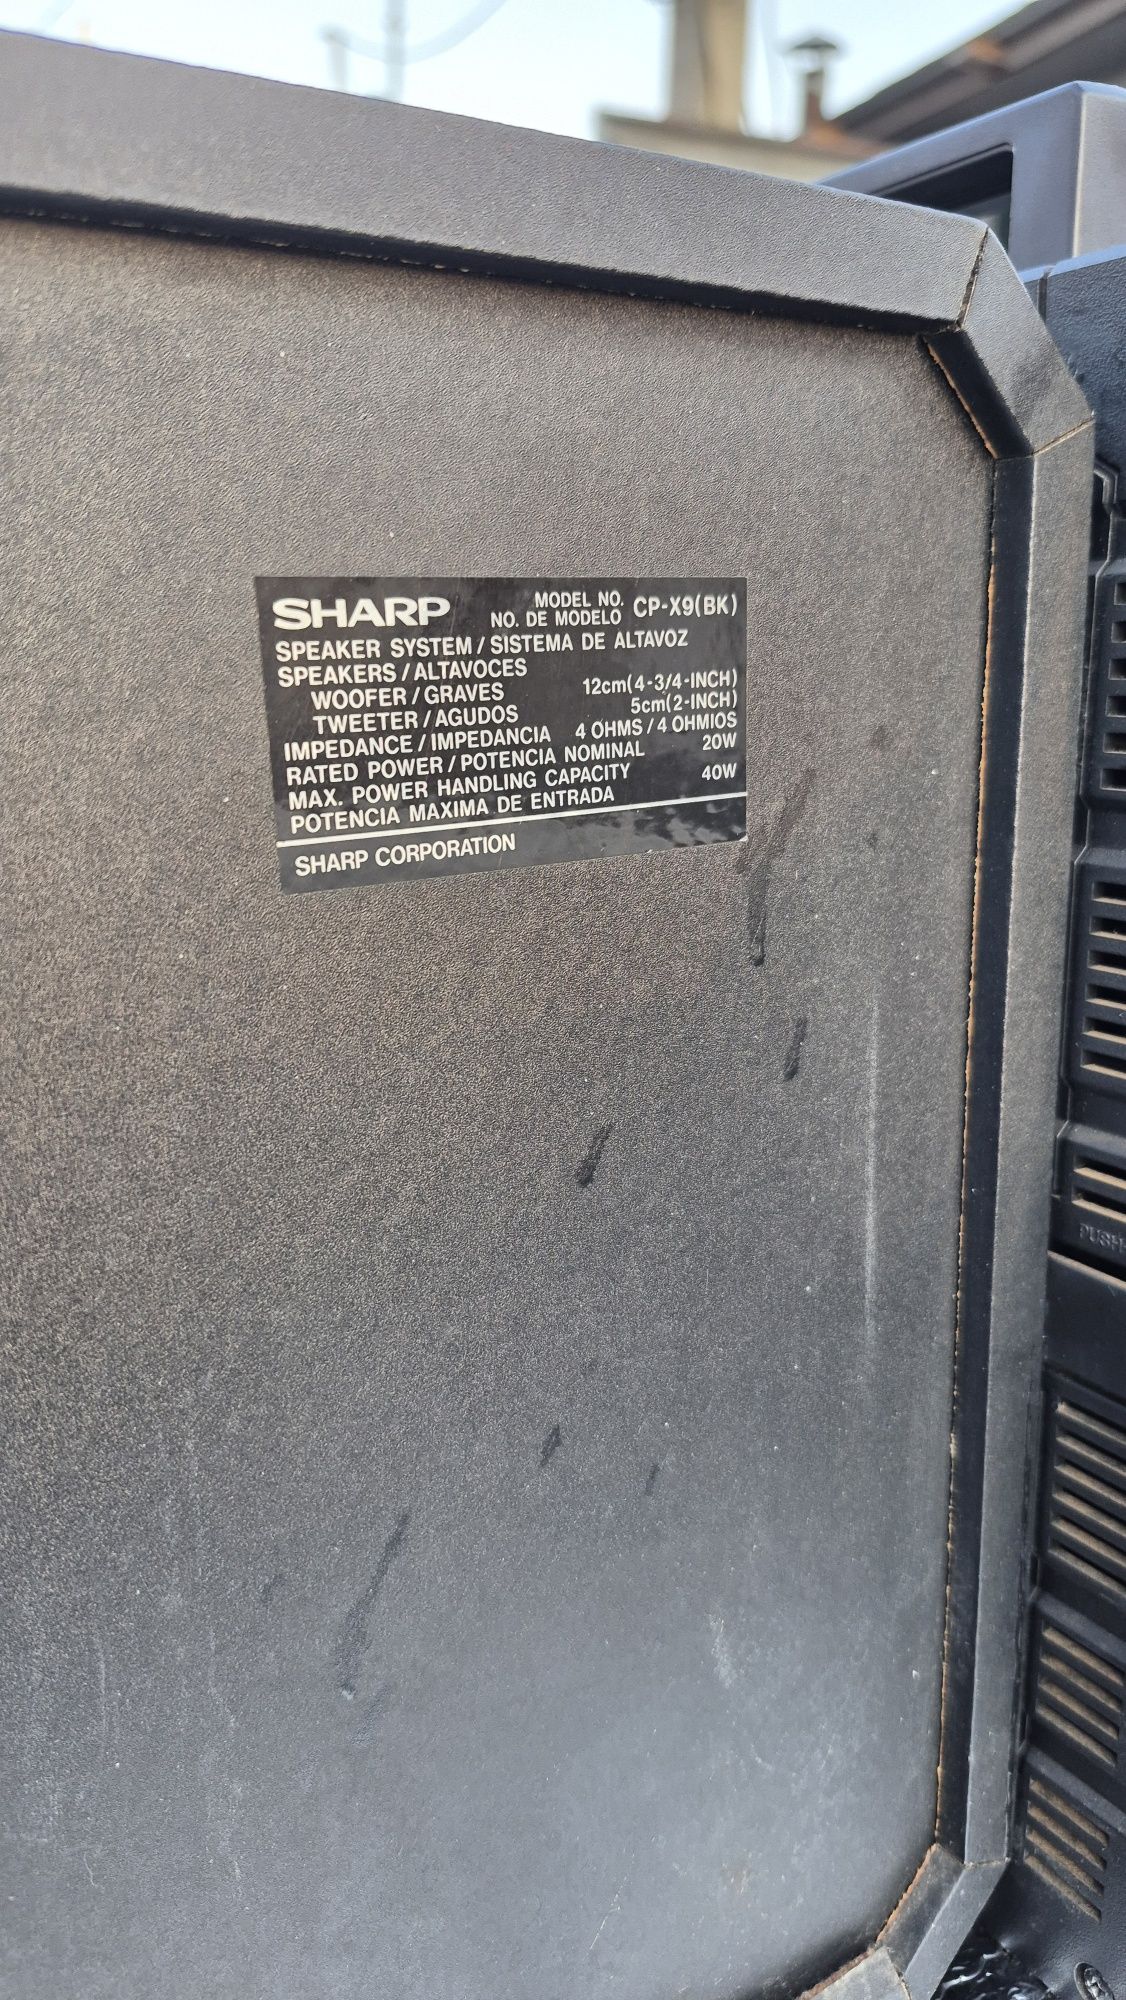 SHARP
MODEL NO.
NO. DE MODELO
CP-X9(BK)
SPEAKER SYSTEM / SISTEMA DE ALTAVOZ
SPEAKERS / ALTAVOCES
WOOFER / GRAVES 12cm(4-3/4-INCH)
TWEETER / AGUDOS 5cm(2-INCH)
IMPEDANCE / IMPEDANCIA 4 OHMS / 4 OHMIOS
RATED POWER / POTENCIA NOMINAL 20W
MAX. POWER HANDLING CAPACITY 40W
POTENCIA MAXIMA DE ENTRADA
SHARP CORPORATION
PUSH